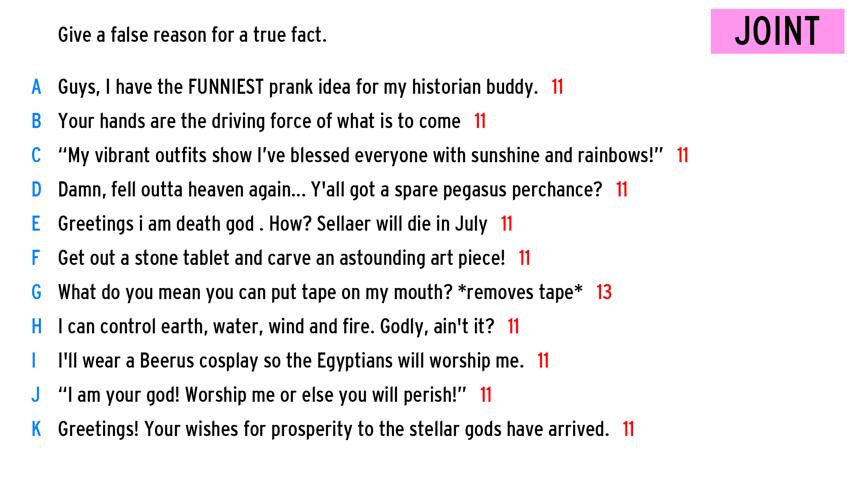 Give a false reason for a true fact.
JOINT
A Guys, I have the FUNNIEST prank idea for my historian buddy. 11
B Your hands are the driving force of what is to come 11
C “My vibrant outfits show I’ve blessed everyone with sunshine and rainbows!” 11
D Damn, fell outta heaven again... Y'all got a spare pegasus perchance? 11
E Greetings i am death god . How? Sellaer will die in July 11
F Get out a stone tablet and carve an astounding art piece! 11
G What do you mean you can put tape on my mouth? *removes tape* 13
H I can control earth, water, wind and fire. Godly, ain't it? 11
I I'll wear a Beerus cosplay so the Egyptians will worship me. 11
J “I am your god! Worship me or else you will perish!” 11
K Greetings! Your wishes for prosperity to the stellar gods have arrived. 11